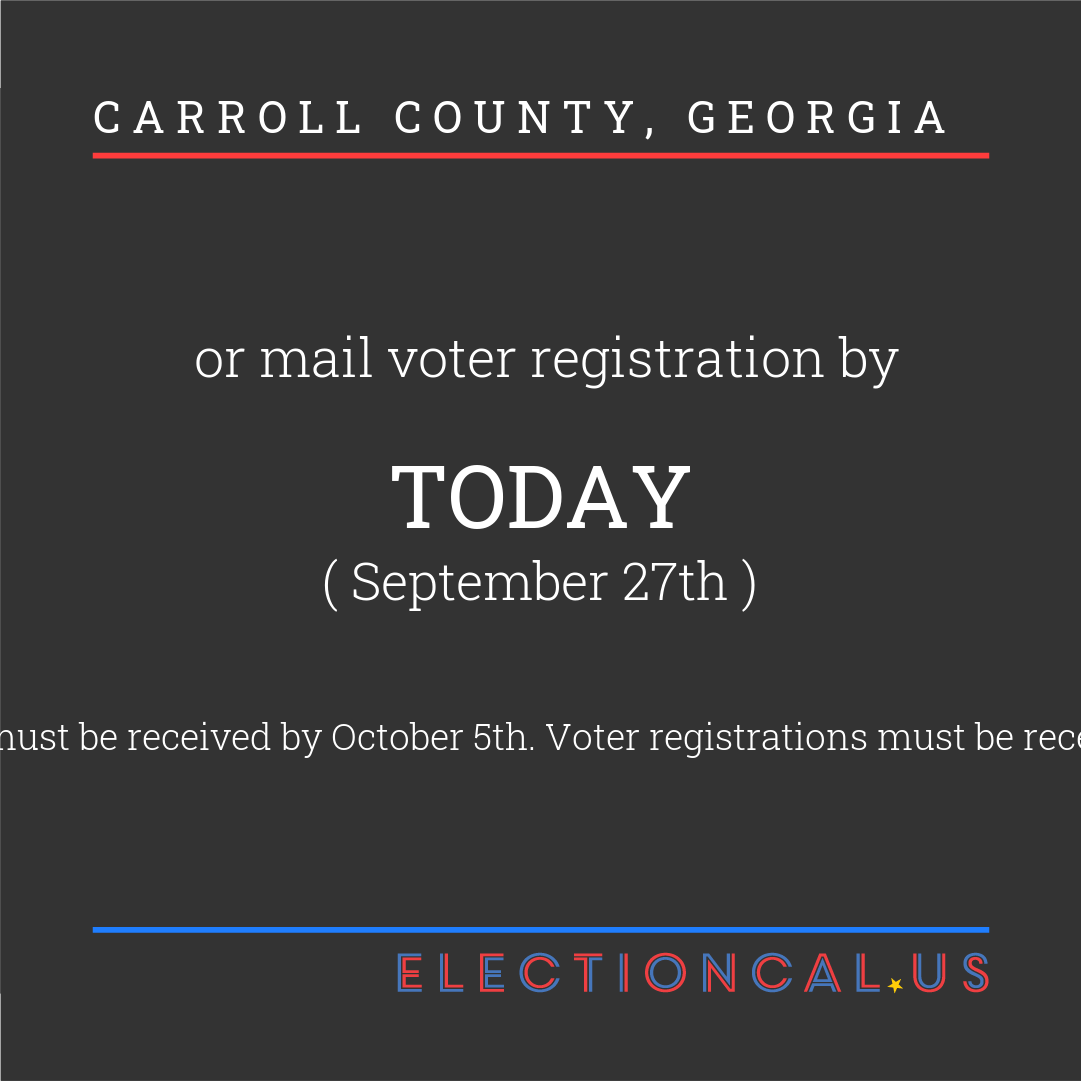 CARROLL COUNTY, GEORGIA
or mail voter registration by
TODAY
( September 27th )
must be received by October 5th. Voter registrations must be
ELECTIONCAL.US